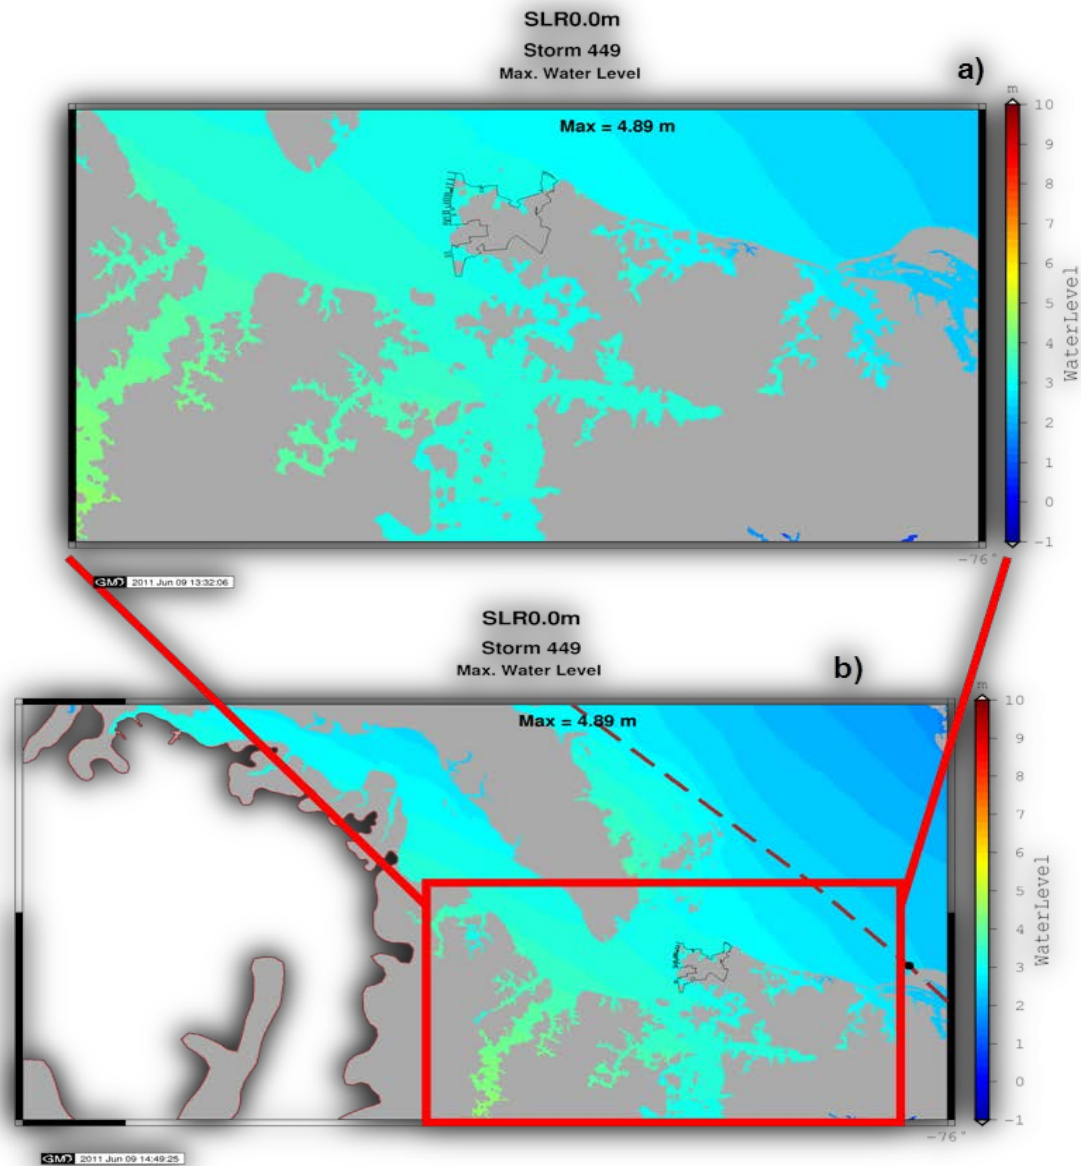 SLR0.0m
Storm 449
Max. Water Level
a)
m
Max = 4.89 m
10
9
8
7
6
5
4
3
2
1
0
-1
WaterLevel
-76°
GMD 2011 Jun 09 13:32:06
SLR0.0m
Storm 449
Max. Water Level
b)
m
Max = 4.89 m
10
9
8
7
6
5
4
3
2
1
0
-1
WaterLevel
-76°
GMD 2011 Jun 09 14:49:25